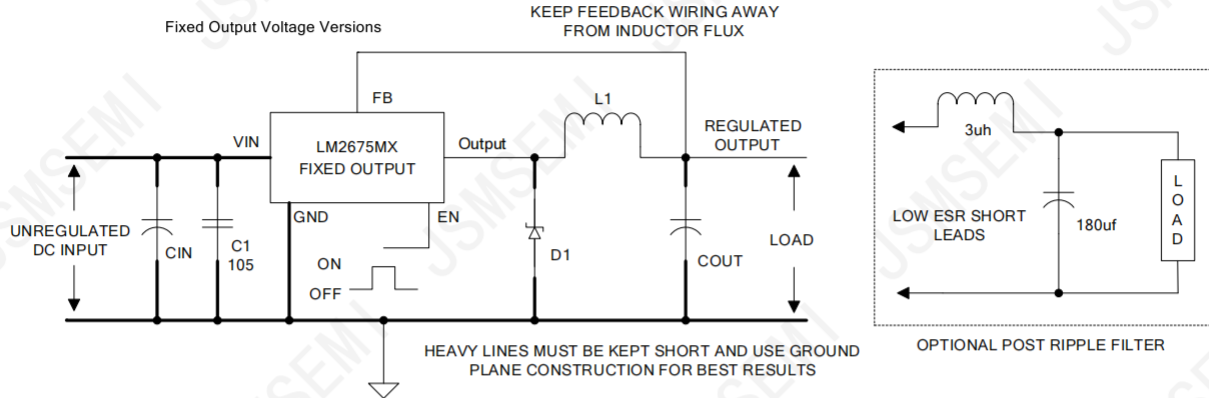 Fixed Output Voltage Versions
KEEP FEEDBACK WIRING AWAY
FROM INDUCTOR FLUX
FB
L1
3uh
VIN
LM2675MX
FIXED OUTPUT
Output
REGULATED
OUTPUT
GND
EN
UNREGULATED
DC INPUT
CIN
C1
105
ON
OFF
D1
COUT
LOAD
LOW ESR SHORT
LEADS
180uf
LOAD
HEAVY LINES MUST BE KEPT SHORT AND USE GROUND
PLANE CONSTRUCTION FOR BEST RESULTS
OPTIONAL POST RIPPLE FILTER
JSMSEMI
JSMSEMI
JSMSEMI
JSMSEMI
JSMSEMI
JSMSEMI